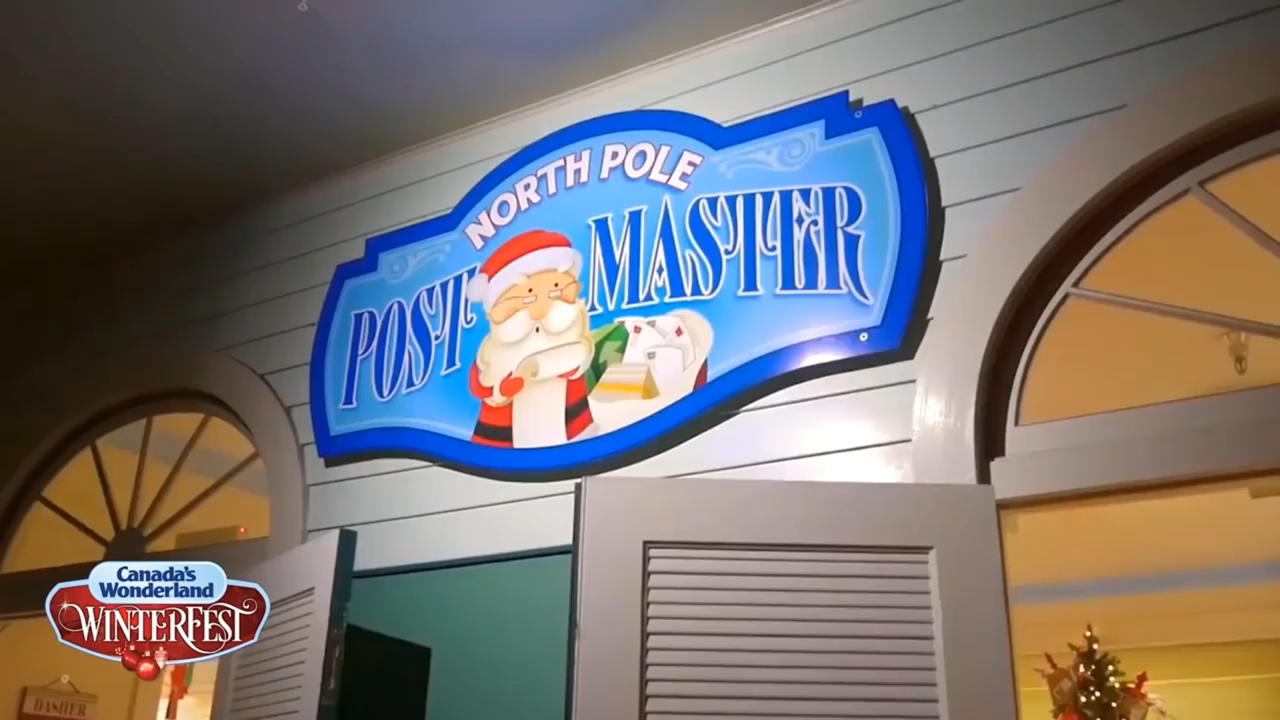 NORTH POLE
POST MASTER
Canada's
Wonderland
WINTERFEST
DASHER